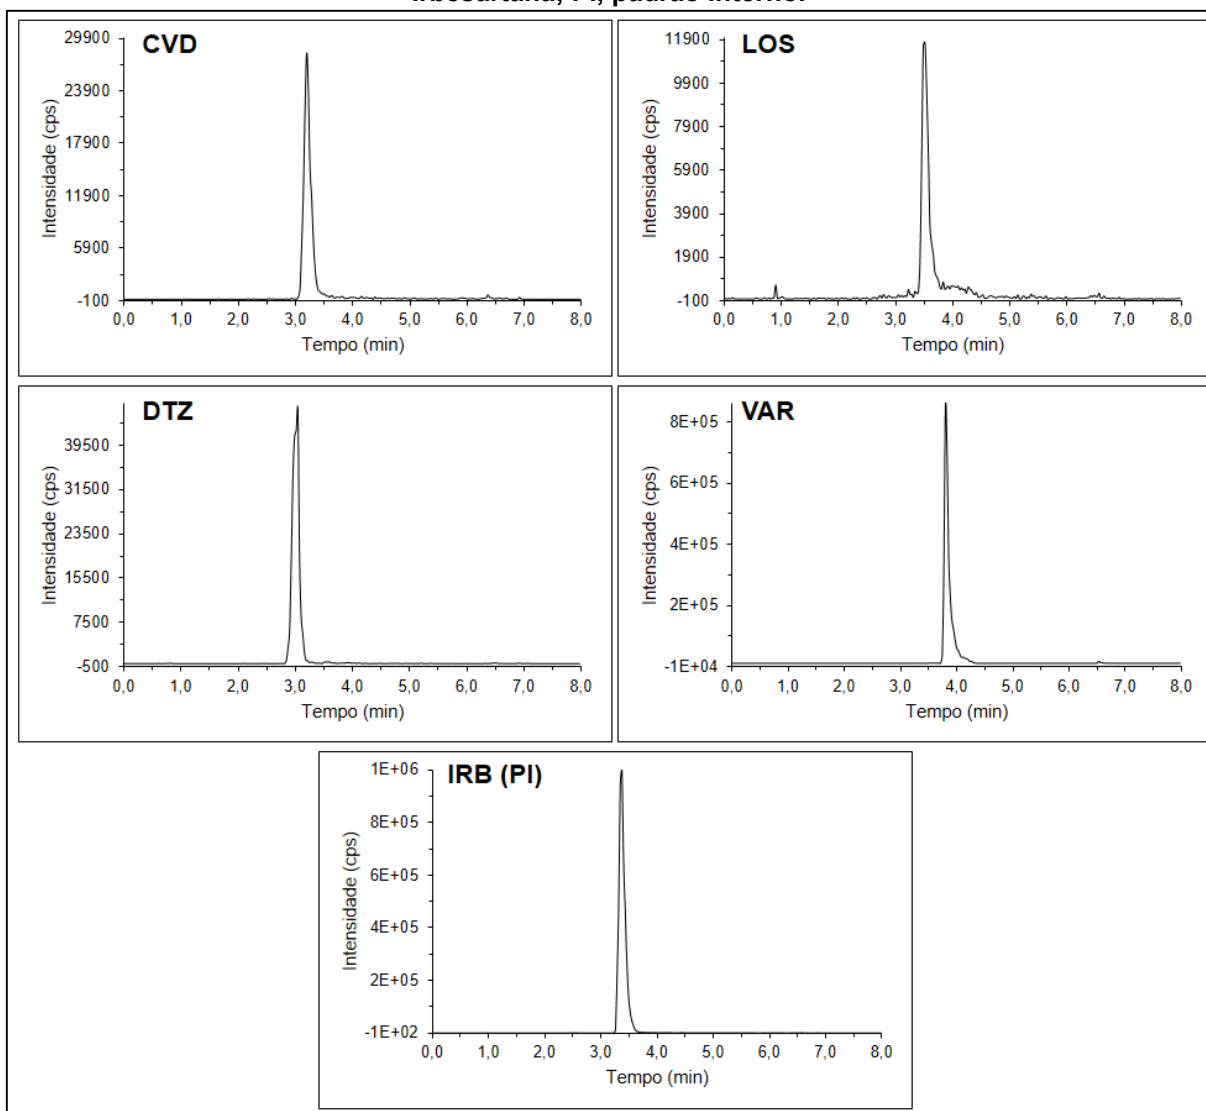 CVD
29900
23900
17900
11900
5900
-100
0,0 1,0 2,0 3,0 4,0 5,0 6,0 7,0 8,0
Intensidade (cps)
Tempo (min)
LOS
11900
9900
7900
5900
3900
1900
-100
0,0 1,0 2,0 3,0 4,0 5,0 6,0 7,0 8,0
Intensidade (cps)
Tempo (min)
DTZ
39500
31500
23500
15500
7500
-500
0,0 1,0 2,0 3,0 4,0 5,0 6,0 7,0 8,0
Intensidade (cps)
Tempo (min)
VAR
8E+05
6E+05
4E+05
2E+05
-1E+04
0,0 1,0 2,0 3,0 4,0 5,0 6,0 7,0 8,0
Intensidade (cps)
Tempo (min)
IRB (PI)
1E+06
8E+05
6E+05
4E+05
2E+05
-1E+02
0,0 1,0 2,0 3,0 4,0 5,0 6,0 7,0 8,0
Intensidade (cps)
Tempo (min)